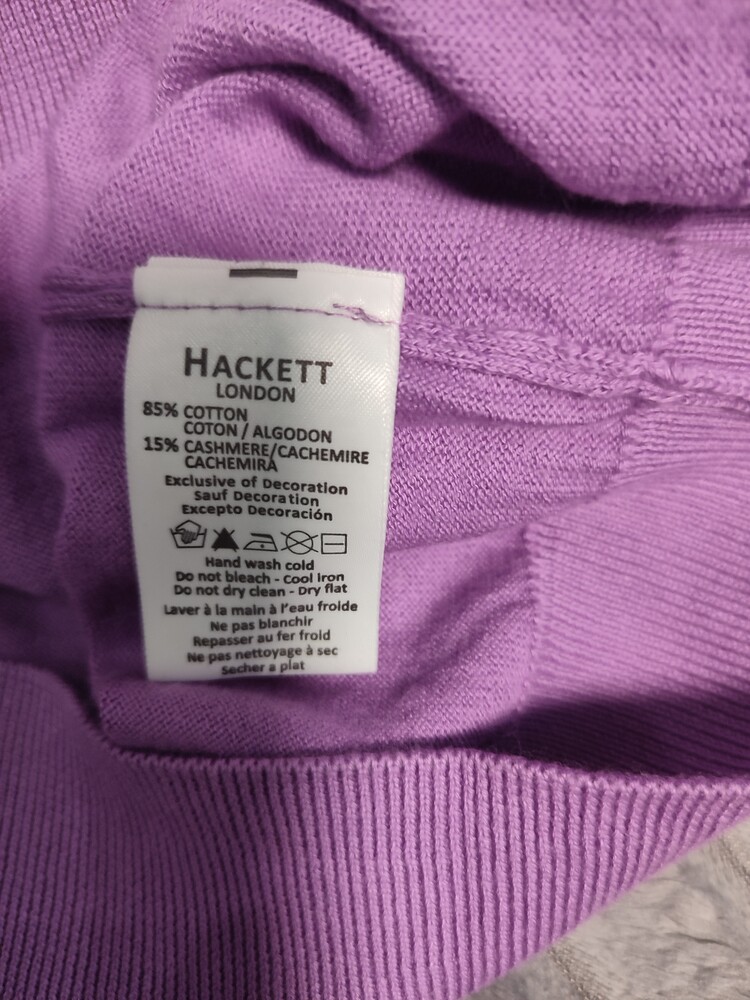 HACKETT
LONDON
85% COTTON
COTON / ALGODON
15% CASHMERE/CACHEMIRE
CACHEMIRA
Exclusive of Decoration
Sauf Decoration
Excepto Decoración
Hand wash cold
Do not bleach - Cool iron
Do not dry clean - Dry flat
Laver à la main à l'eau froide
Ne pas blanchir
Repasser au fer froid
Ne pas nettoyage à sec
Secher a plat